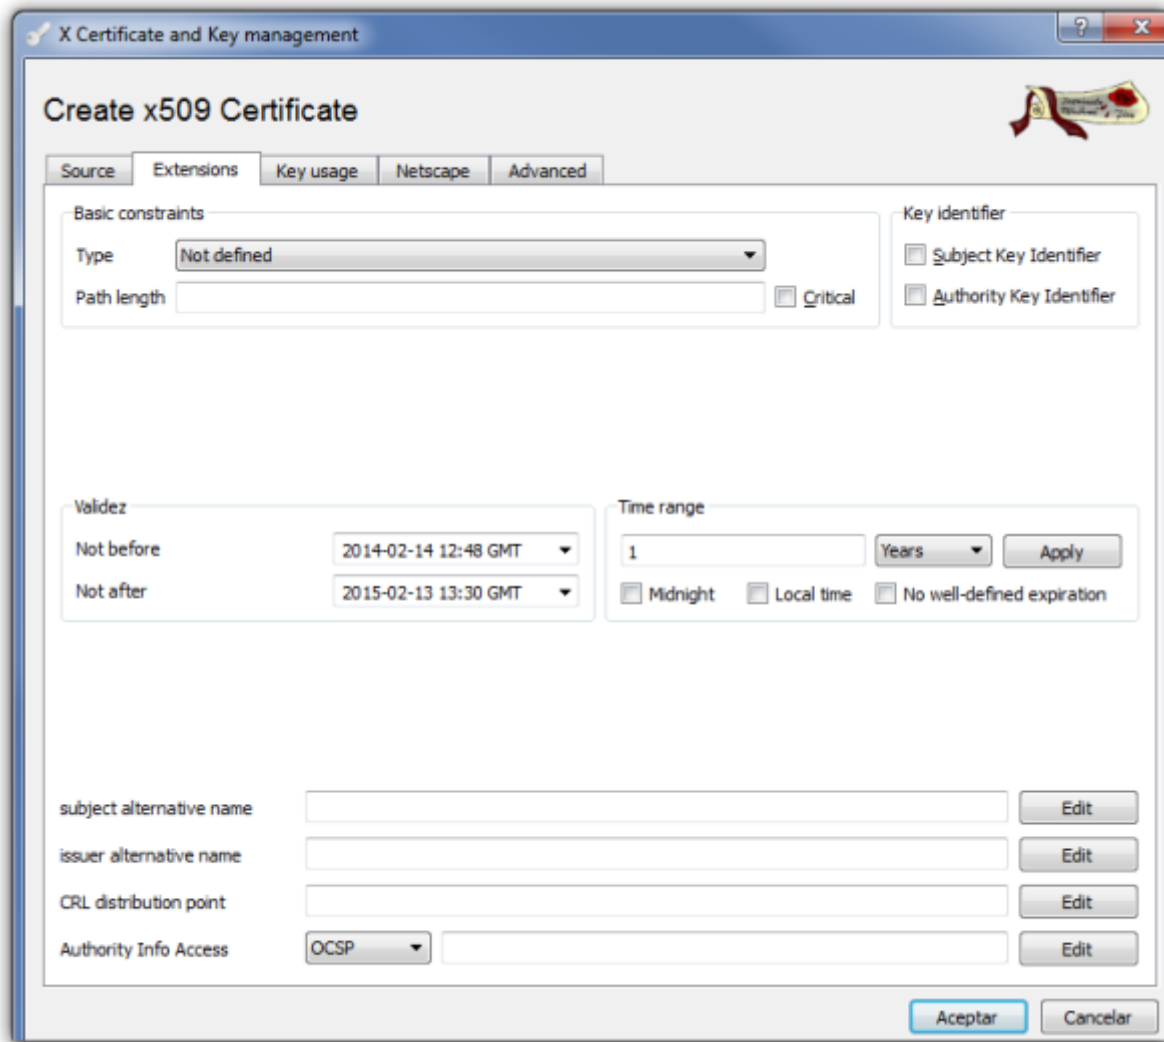 X Certificate and Key management
?
Create x509 Certificate
Source Extensions Key usage Netscape Advanced
Basic constraints Key identifier
Type Not defined Subject Key Identifier
Path length Critical Authority Key Identifier
Validez Time range
Not before 2014-02-14 12:48 GMT 1 Years Apply
Not after 2015-02-13 13:30 GMT Midnight Local time No well-defined expiration
subject alternative name Edit
issuer alternative name Edit
CRL distribution point Edit
Authority Info Access OCSP Edit
Aceptar Cancelar